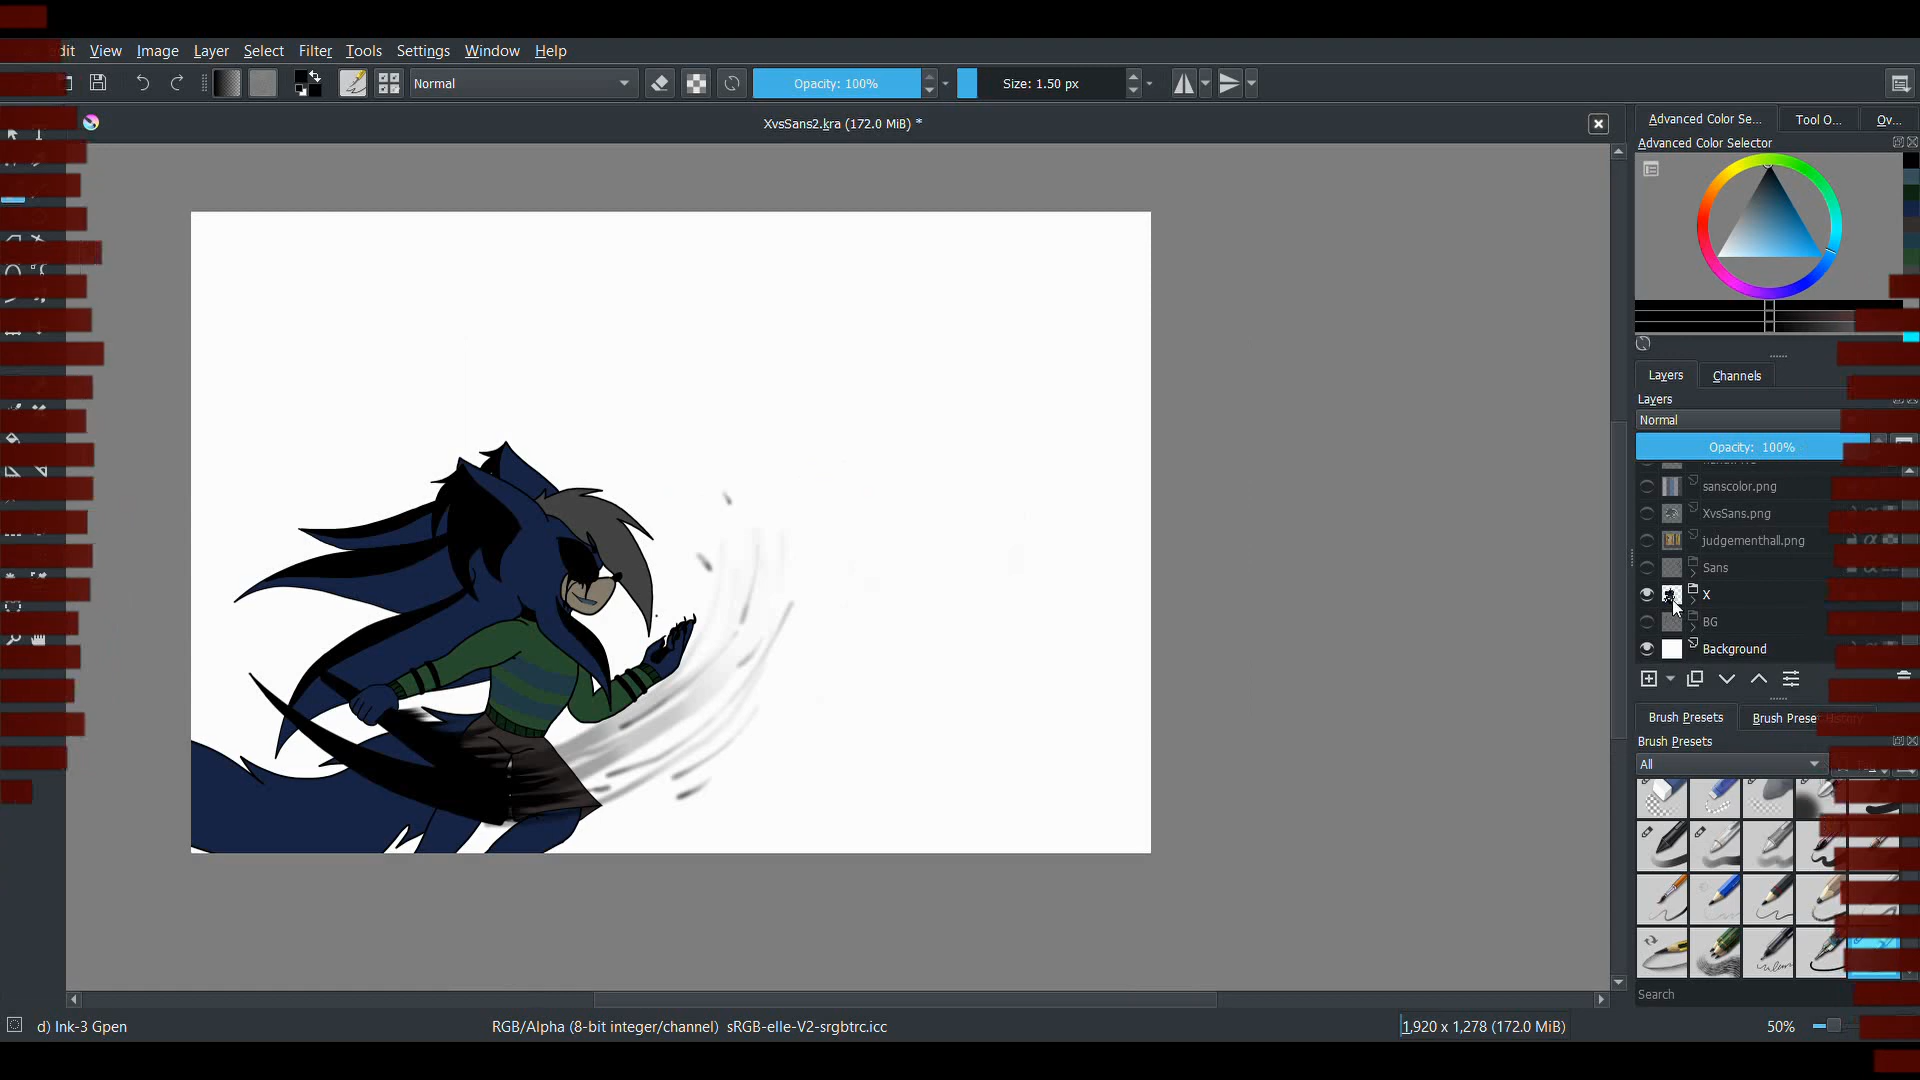 dit View Image Layer Select Filter Tools Settings Window Help
Normal Opacity: 100% Size: 1.50 px
XvsSans2.kra (172.0 MiB) *
Advanced Color Se... Tool O... Ov...
Advanced Color Selector
Layers Channels
Layers
Normal
Opacity: 100%
sanscolor.png
XvsSans.png
judgementhall.png
Sans
X
BG
Background
Brush Presets Brush Preset History
Brush Presets
All
Search
d) Ink-3 Gpen RGB/Alpha (8-bit integer/channel) sRGB-elle-V2-srgbtrc.icc 1,920 x 1,278 (172.0 MiB) 50%